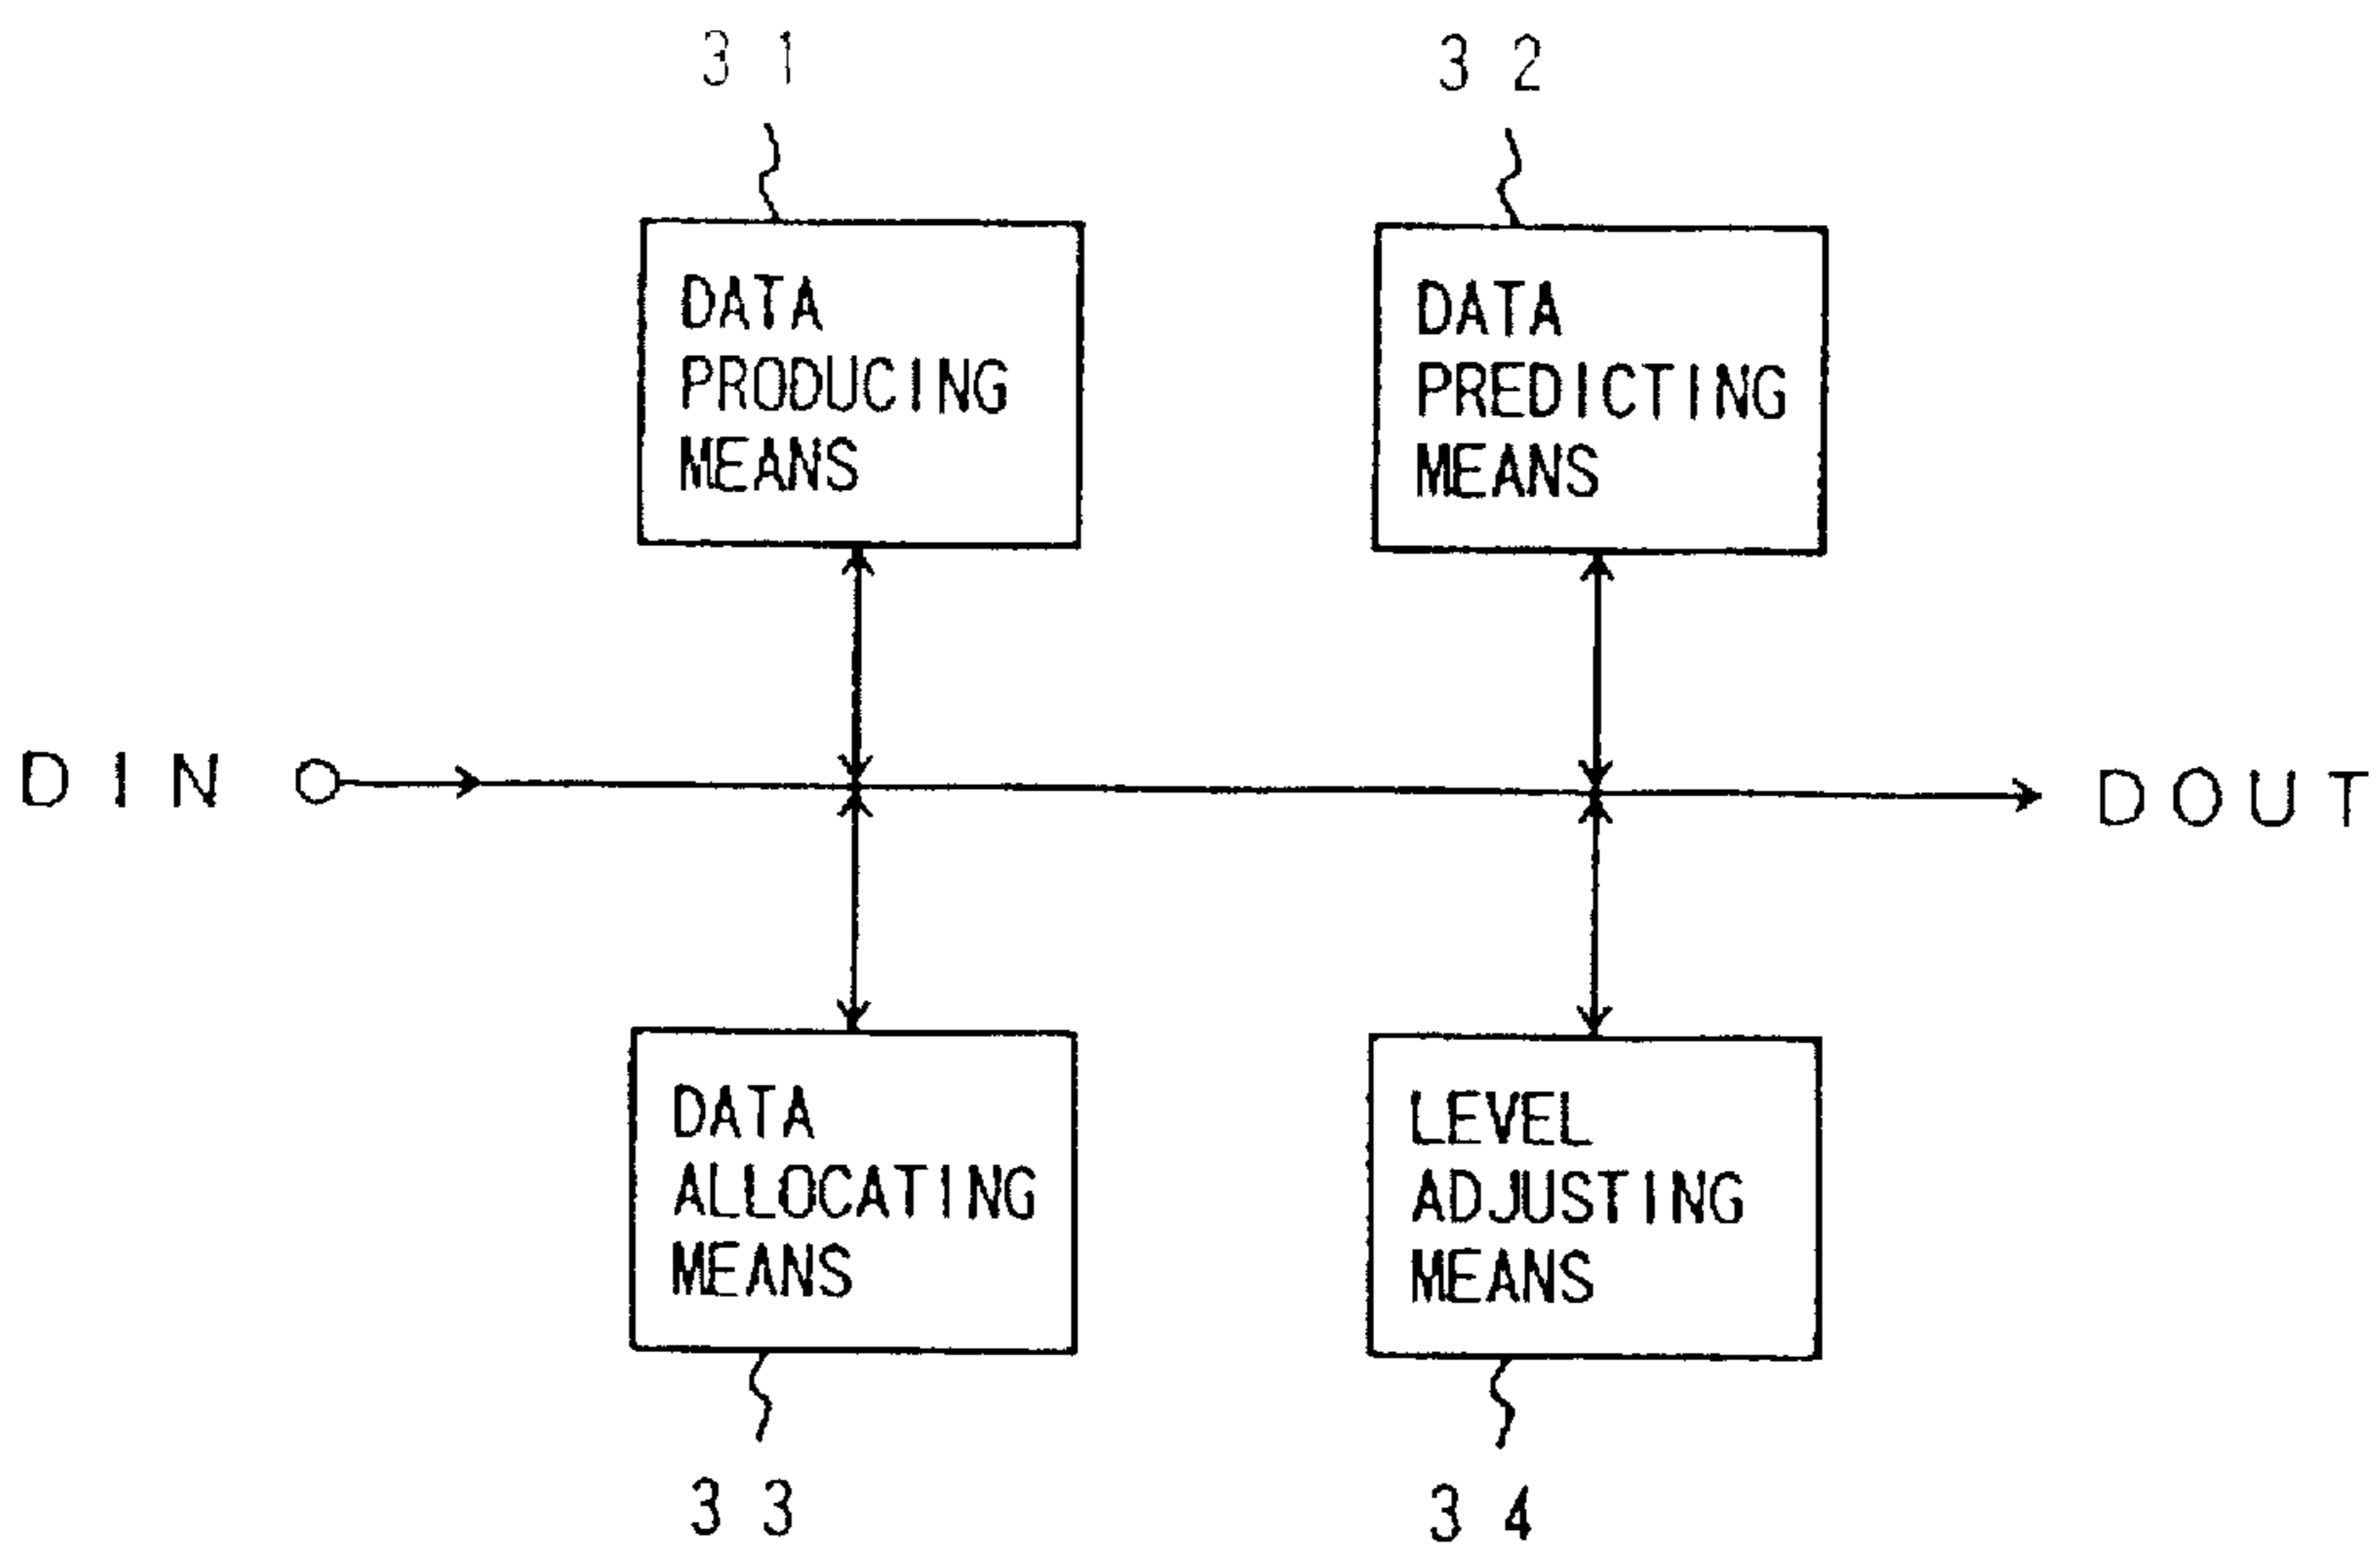 31
32
DATA
PRODUCING
MEANS
DATA
PREDICTING
MEANS
DIN
DOUT
DATA
ALLOCATING
MEANS
LEVEL
ADJUSTING
MEANS
33
34